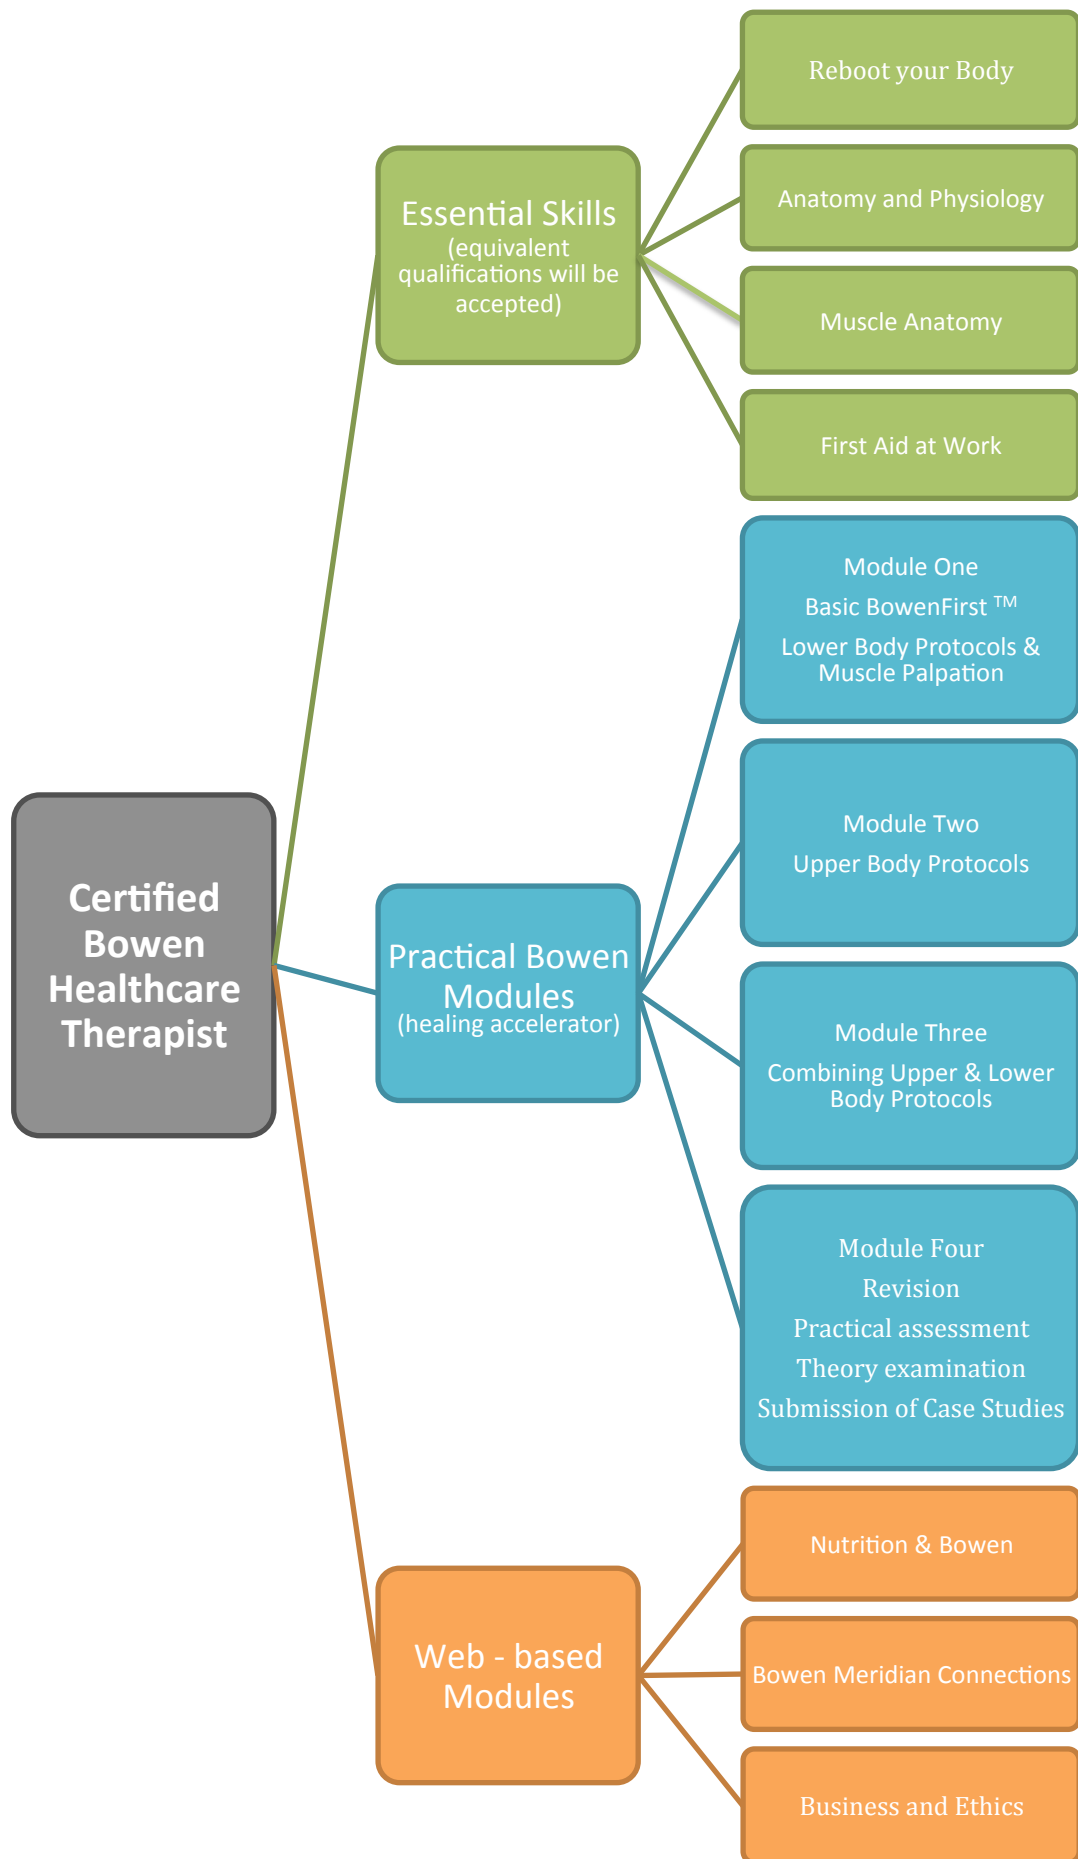 Certified
Bowen
Healthcare
Therapist
Essential Skills
(equivalent
qualifications will be
accepted)
Reboot your Body
Anatomy and Physiology
Muscle Anatomy
First Aid at Work
Practical Bowen
Modules
(healing accelerator)
Module One
Basic BowenFirst ™
Lower Body Protocols &
Muscle Palpation
Module Two
Upper Body Protocols
Module Three
Combining Upper & Lower
Body Protocols
Module Four
Revision
Practical assessment
Theory examination
Submission of Case Studies
Web - based
Modules
Nutrition & Bowen
Bowen Meridian Connections
Business and Ethics